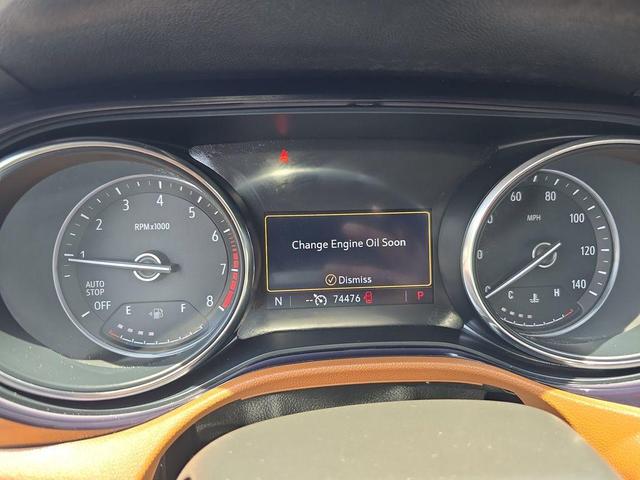 4
3
5
2
6
RPMx1000
1
7
AUTO
STOP
OFF
8
E
F
Change Engine Oil Soon
Dismiss
N
-- 74476
P
60
80
100
MPH
120
140
C
H